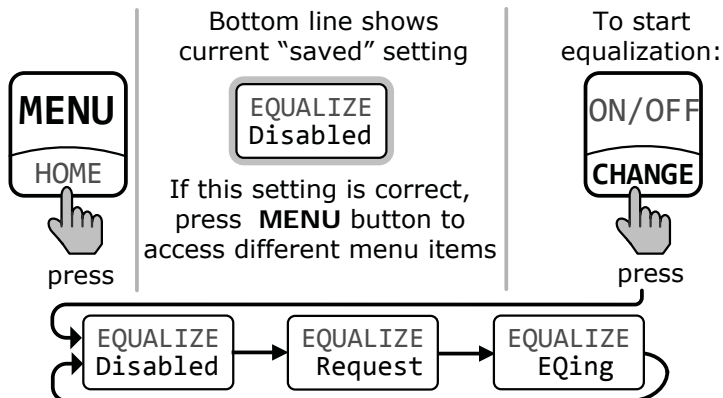 MENU
HOME
press
Bottom line shows
current “saved” setting
EQUALIZE
Disabled
If this setting is correct,
press MENU button to
access different menu items
To start
equalization:
ON/OFF
CHANGE
press
EQUALIZE
Disabled
EQUALIZE
Request
EQUALIZE
EQing